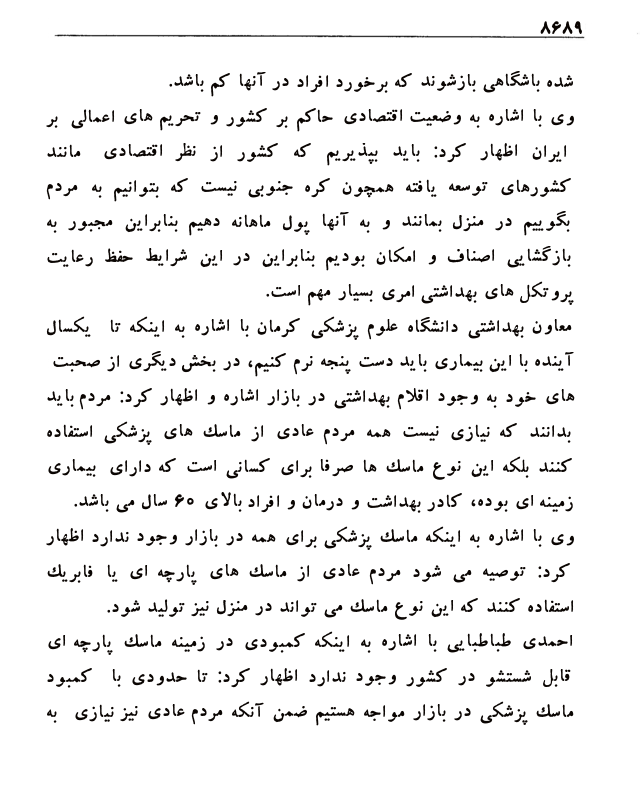 ۸۶۸۹
شده باشگاهی بازشوند که برخورد افراد در آنها کم باشد.
وی با اشاره به وضعیت اقتصادی حاکم بر کشور و تحریم های اعمالی بر
ایران اظهار کرد: باید بپذیریم که کشور از نظر اقتصادی مانند
کشورهای توسعه یافته همچون کره جنوبی نیست که بتوانیم به مردم
بگوییم در منزل بمانند و به آنها پول ماهانه دهیم بنابراین مجبور به
بازگشایی اصناف و امکان بودیم بنابراین در این شرایط حفظ رعایت
پروتکل های بهداشتی امری بسیار مهم است.
معاون بهداشتی دانشگاه علوم پزشکی کرمان با اشاره به اینکه تا یکسال
آینده با این بیماری باید دست پنجه نرم کنیم، در بخش دیگری از صحبت
های خود به وجود اقلام بهداشتی در بازار اشاره و اظهار کرد: مردم باید
بدانند که نیازی نیست همه مردم عادی از ماسک های پزشکی استفاده
کنند بلکه این نوع ماسک ها صرفا برای کسانی است که دارای بیماری
زمینه ای بوده، کادر بهداشت و درمان و افراد بالای ۶۰ سال می باشد.
وی با اشاره به اینکه ماسک پزشکی برای همه در بازار وجود ندارد اظهار
کرد: توصیه می شود مردم عادی از ماسک های پارچه ای یا فابریک
استفاده کنند که این نوع ماسک می تواند در منزل نیز تولید شود.
احمدی طباطبایی با اشاره به اینکه کمبودی در زمینه ماسک پارچه ای
قابل شستشو در کشور وجود ندارد اظهار کرد: تا حدودی با کمبود
ماسک پزشکی در بازار مواجه هستیم ضمن آنکه مردم عادی نیز نیازی به